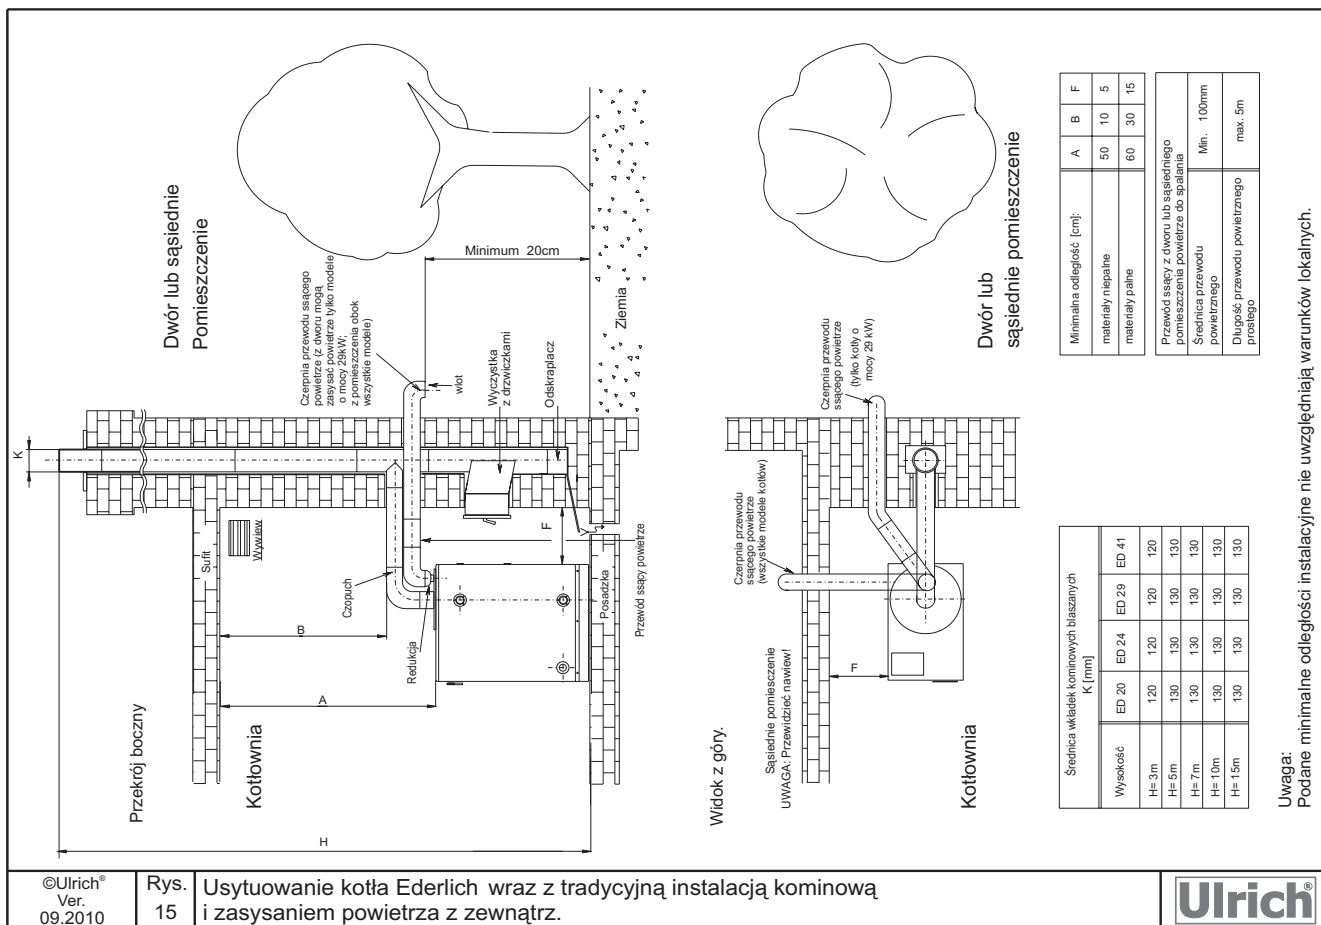 Dwór lub sąsiednie
Pomieszczenie
Czerpnia przewodu ssącego
powietrze (z dworu mogą
zasysać powietrze tylko modele
o mocy 29kW;
z pomieszczenia obok
wszystkie modele)
Minimum 20cm
Ziemia
wlot
Wyczystka
z drzwiczkami
Odskraplacz
K
Sufit
Wywiew
Czopuch
Redukcja
F
Posadzka
Przewód ssący powietrze
B
A
H
Przekrój boczny
Kotłownia
Widok z góry.
Dwór lub
sąsiednie pomieszczenie
Czerpnia przewodu
ssącego powietrze
(tylko kotły o
mocy 29 kW)
Czerpnia przewodu
ssącego powietrze
(wszystkie modele kotłów)
Sąsiednie pomiesczenie
UWAGA: Przewidzieć nawiew!
F
Kotłownia
Minimalna odległość [cm]: A B F
materiały niepalne 50 10 5
materiały palne 60 30 15
Przewód ssący z dworu lub sąsiedniego
pomieszczenia powietrze do spalania
Średnica przewodu
powietrznego
Min. 100mm
Długość przewodu powietrznego
prostego
max. 5m
Średnica wkładek kominowych blaszanych
K [mm]
Wysokość ED 20 ED 24 ED 29 ED 41
H= 3m 120 120 120 120
H= 5m 130 130 130 130
H= 7m 130 130 130 130
H= 10m 130 130 130 130
H= 15m 130 130 130 130
Uwaga:
Podane minimalne odległości instalacyjne nie uwzględniają warunków lokalnych.
©Ulrich®
Ver.
09.2010
Rys.
15
Usytuowanie kotła Ederlich wraz z tradycyjną instalacją kominową
i zasysaniem powietrza z zewnątrz.
Ulrich®